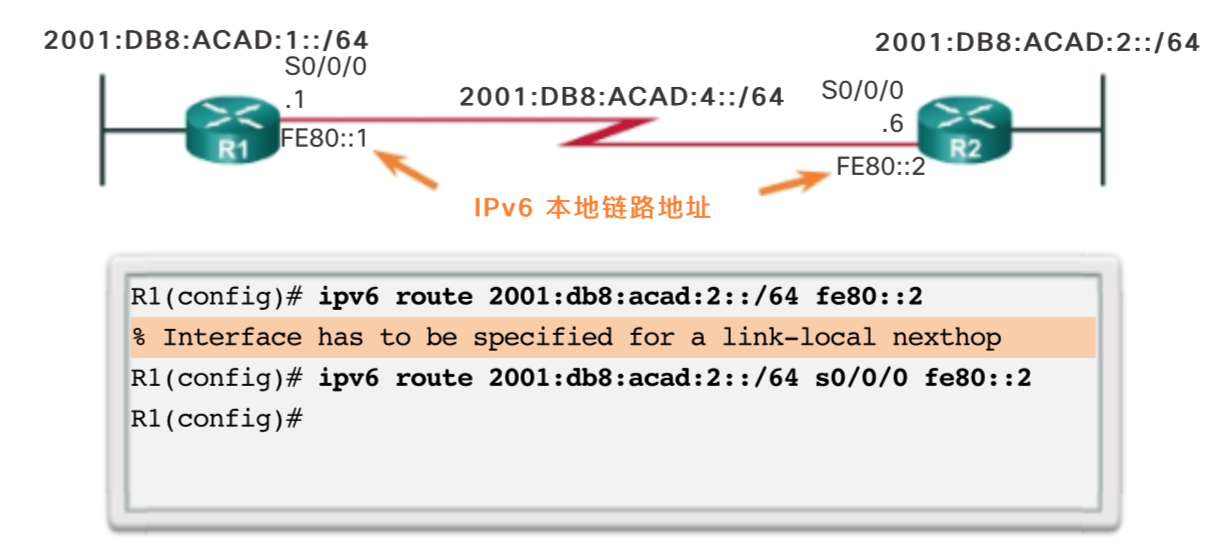 2001:DB8:ACAD:1::/64
2001:DB8:ACAD:2::/64
S0/0/0
.1
2001:DB8:ACAD:4::/64
S0/0/0
.6
R1
FE80::1
R2
FE80::2
IPv6 本地链路地址
R1(config)# ipv6 route 2001:db8:acad:2::/64 fe80::2
% Interface has to be specified for a link-local nexthop
R1(config)# ipv6 route 2001:db8:acad:2::/64 s0/0/0 fe80::2
R1(config)#